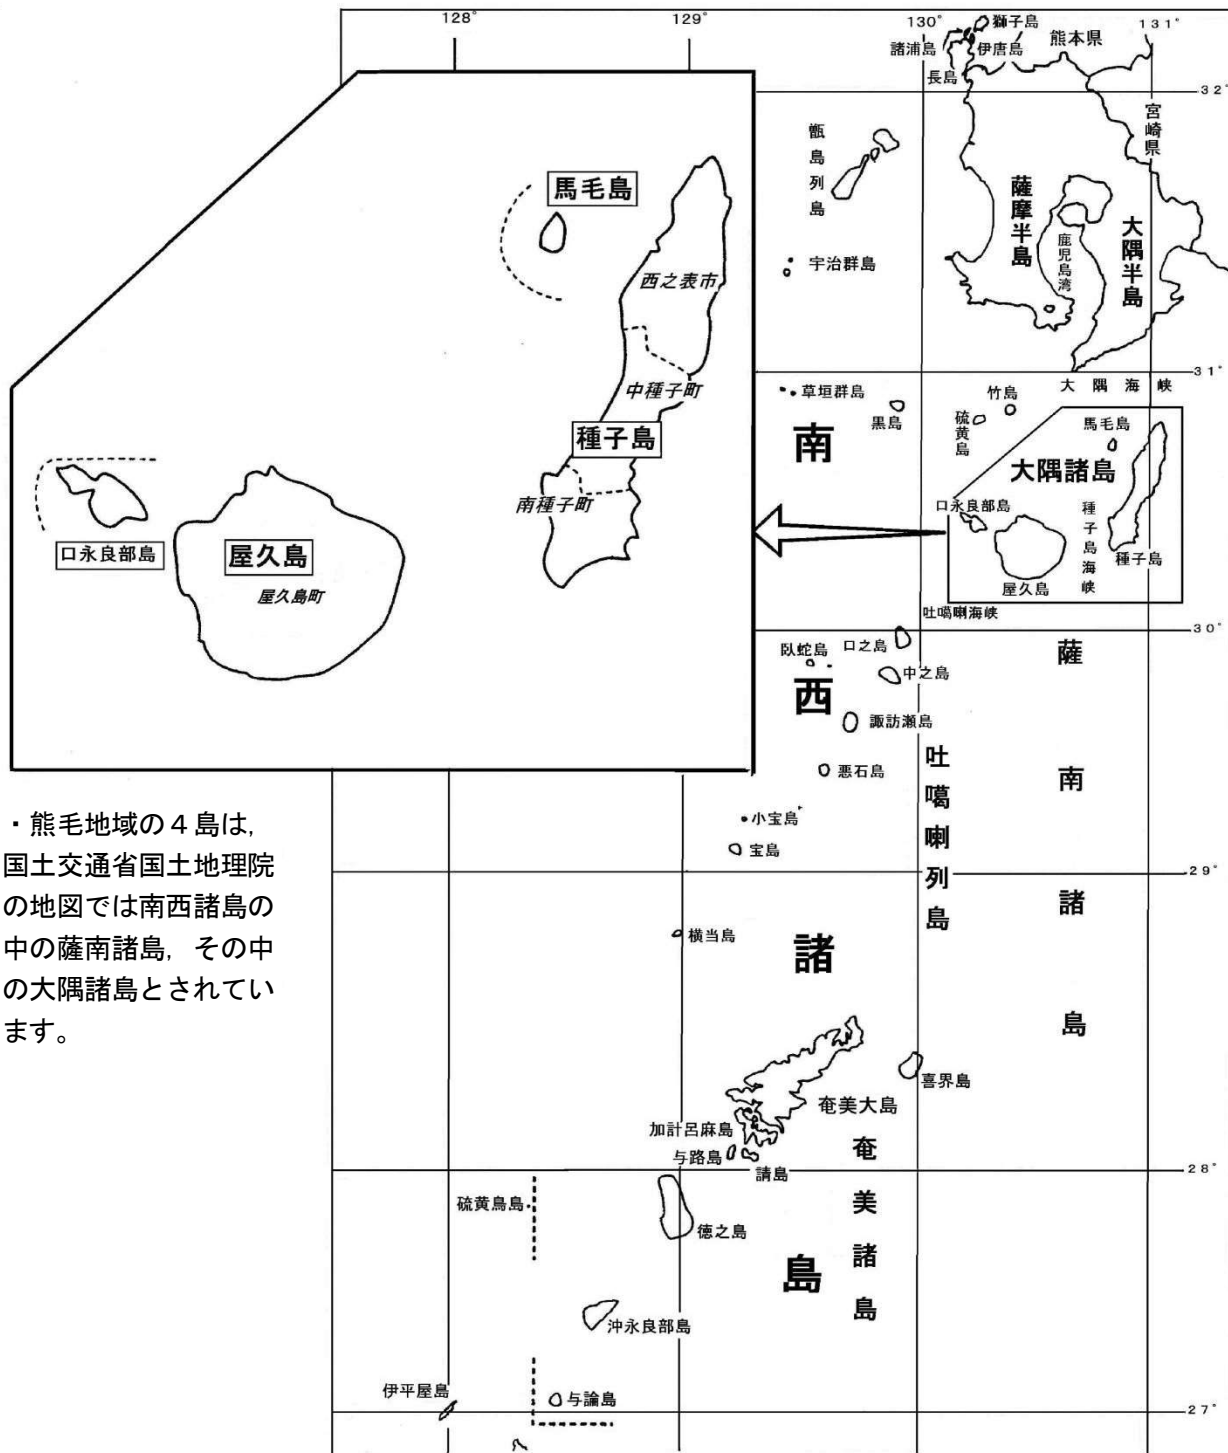 128°
129°
130°
131°
獅子島
諸浦島
伊唐島
長島
熊本県
32°
宮崎県
甑島列島
薩摩半島
鹿児島湾
大隅半島
宇治群島
31°
大隅海峡
草垣群島
黒島
硫黄島
竹島
馬毛島
大隅諸島
口永良部島
種子島海峡
種子島
屋久島
吐噶喇海峡
30°
馬毛島
西之表市
中種子町
種子島
南種子町
口永良部島
屋久島
屋久島町
南西諸島
薩南諸島
臥蛇島
口之島
中之島
諏訪瀬島
悪石島
吐噶喇列島
小宝島
宝島
29°
横当島
・熊毛地域の4島は,
国土交通省国土地理院
の地図では南西諸島の
中の薩南諸島, その中
の大隅諸島とされてい
ます。
喜界島
奄美大島
加計呂麻島
与路島
請島
奄美諸島
28°
硫黄鳥島
徳之島
沖永良部島
伊平屋島
与論島
27°